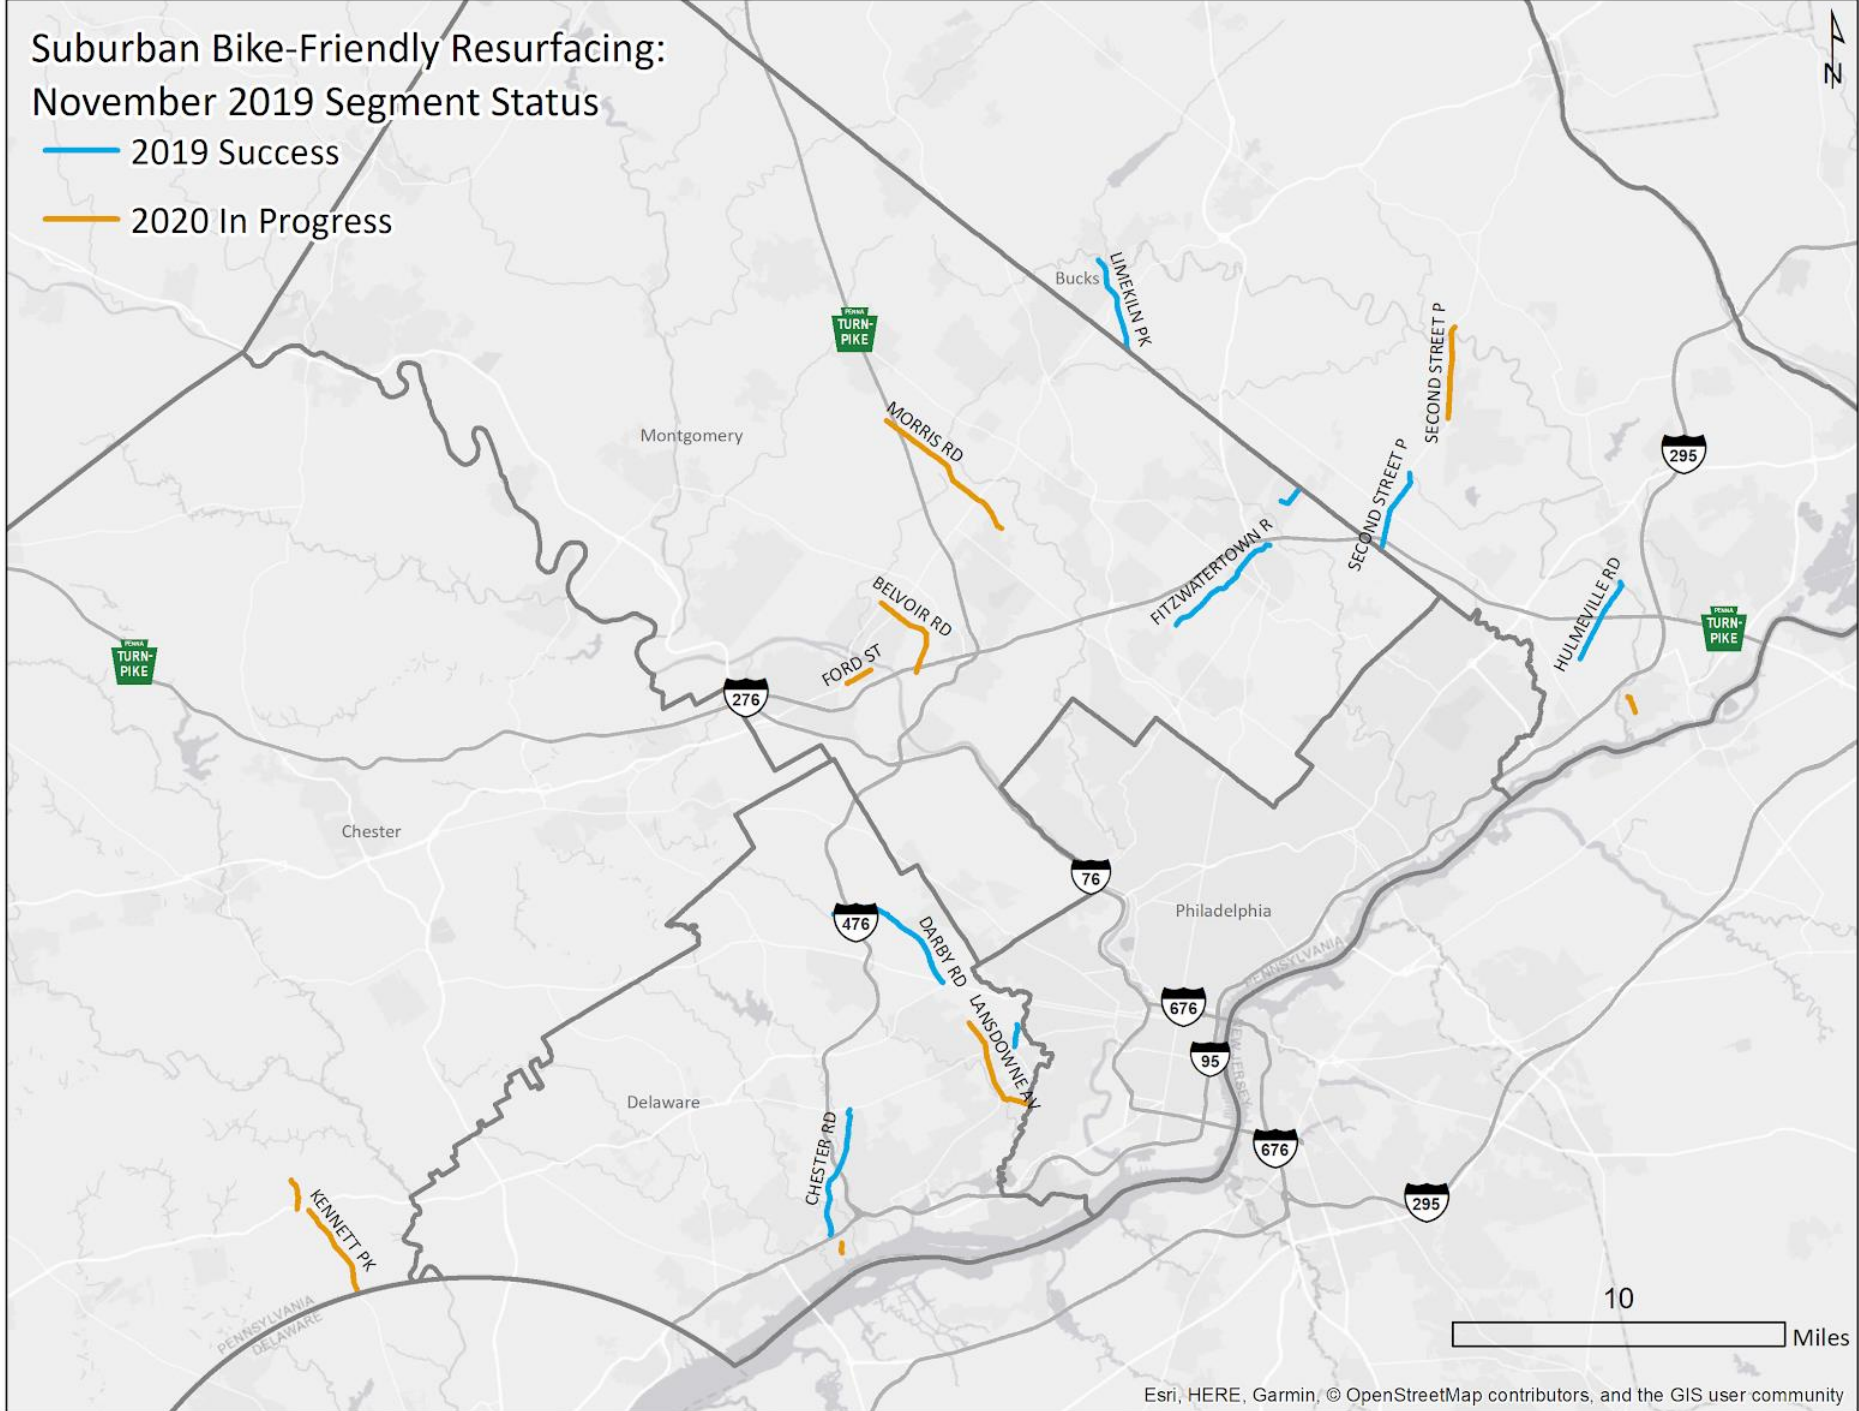 Suburban Bike-Friendly Resurfacing:
November 2019 Segment Status
2019 Success
2020 In Progress
N
Bucks
LIMEKILN PK
SECOND STREET P
PENNA
TURN-
PIKE
MORRIS RD
Montgomery
295
SECOND STREET P
FITZWATERTOWN R
HULMEVILLE RD
BELVOIR RD
PENNA
TURN-
PIKE
PENNA
TURN-
PIKE
FORD ST
276
Chester
76
Philadelphia
476
DARBY RD
PENNSYLVANIA
NEW JERSEY
LANSDOWNE AV
676
95
Delaware
CHESTER RD
676
295
KENNETT PK
PENNSYLVANIA
DELAWARE
10
Miles
Esri, HERE, Garmin, © OpenStreetMap contributors, and the GIS user community